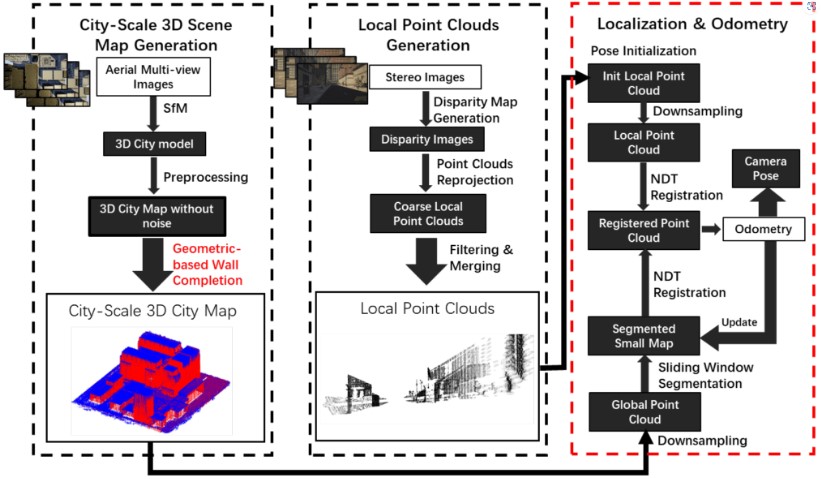 City-Scale 3D Scene
Map Generation
Aerial Multi-view
Images
SfM
3D City model
Preprocessing
3D City Map without
noise
Geometric-
based Wall
Completion
City-Scale 3D City Map
Local Point Clouds
Generation
Stereo Images
Disparity Map
Generation
Disparity Images
Point Clouds
Reprojection
Coarse Local
Point Clouds
Filtering &
Merging
Local Point Clouds
Localization & Odometry
Pose Initialization
Init Local Point
Cloud
Downsampling
Local Point
Cloud
NDT
Registration
Camera
Pose
Registered Point
Cloud
Odometry
NDT
Registration
Update
Segmented
Small Map
Sliding Window
Segmentation
Global Point
Cloud
Downsampling